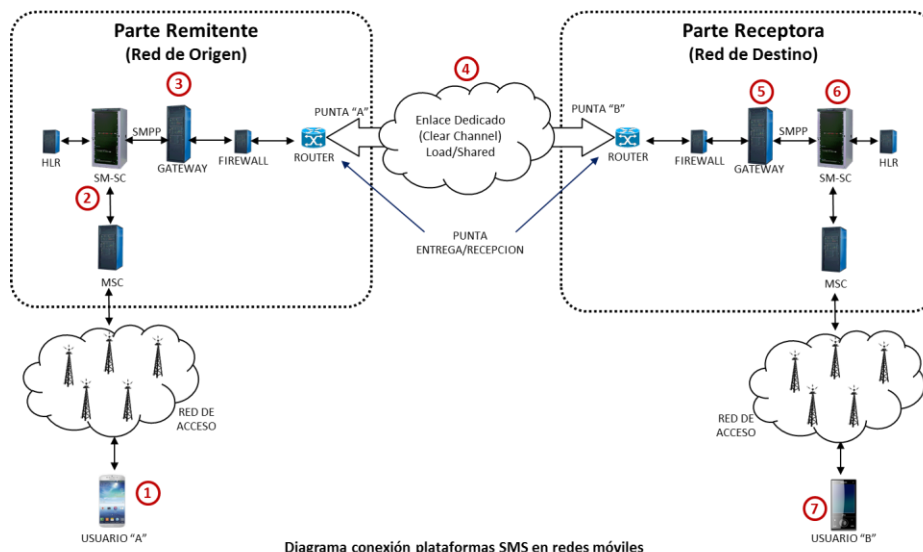 Parte Remitente
(Red de Origen)
Parte Receptora
(Red de Destino)
3
4
5
6
PUNTA “A”
Enlace Dedicado
(Clear Channel)
Load/Shared
PUNTA “B”
SMPP
SMPP
HLR
SM-SC
GATEWAY
FIREWALL
ROUTER
ROUTER
FIREWALL
GATEWAY
SM-SC
HLR
2
PUNTA
ENTREGA/RECEPCION
MSC
MSC
RED DE
ACCESO
RED DE
ACCESO
1
7
USUARIO “A”
USUARIO “B”
Diagrama conexión plataformas SMS en redes móviles